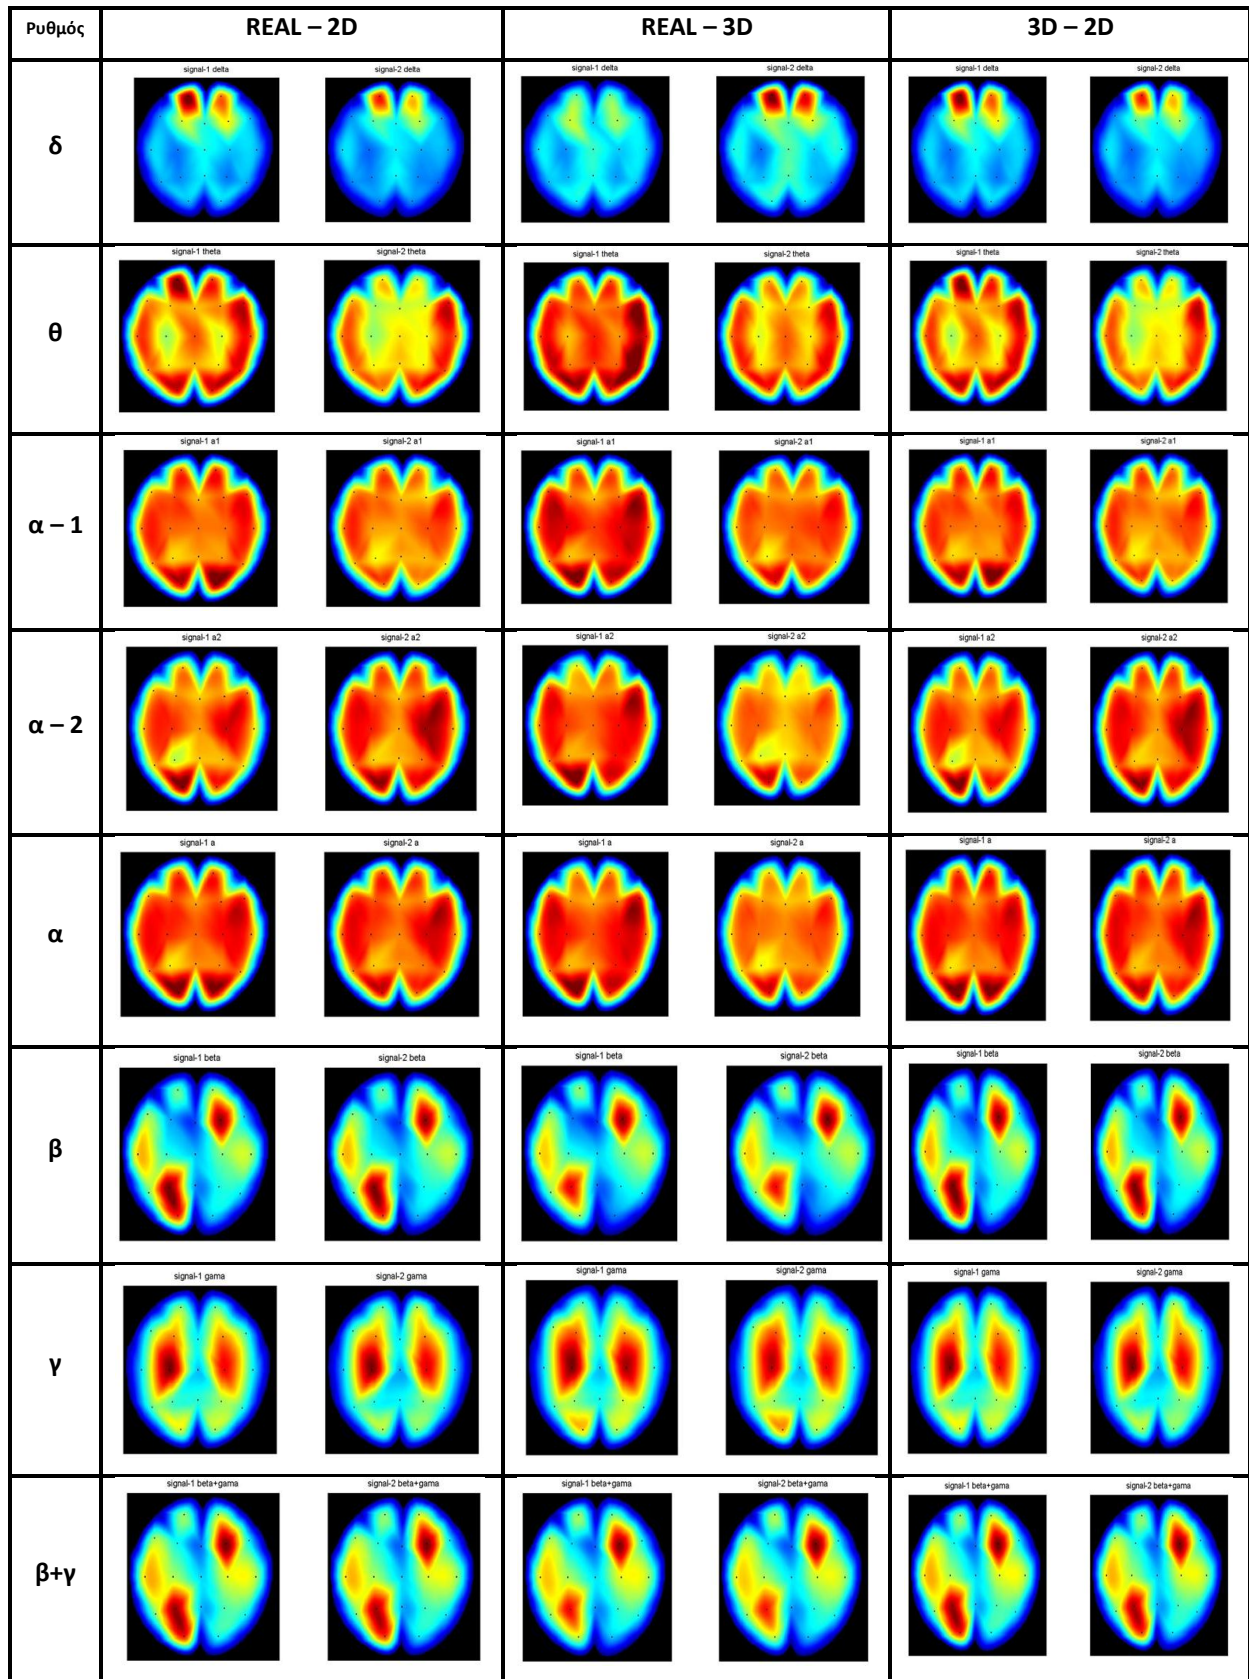 Ρυθμός REAL – 2D REAL – 3D 3D – 2D
signal-1 delta signal-2 delta signal-1 delta signal-2 delta signal-1 delta signal-2 delta
δ
signal-1 theta signal-2 theta signal-1 theta signal-2 theta signal-1 theta signal-2 theta
θ
signal-1 a1 signal-2 a1 signal-1 a1 signal-2 a1 signal-1 a1 signal-2 a1
α – 1
signal-1 a2 signal-2 a2 signal-1 a2 signal-2 a2 signal-1 a2 signal-2 a2
α – 2
signal-1 a signal-2 a signal-1 a signal-2 a signal-1 a signal-2 a
α
signal-1 beta signal-2 beta signal-1 beta signal-2 beta signal-1 beta signal-2 beta
β
signal-1 gama signal-2 gama signal-1 gama signal-2 gama signal-1 gama signal-2 gama
γ
signal-1 beta+gama signal-2 beta+gama signal-1 beta+gama signal-2 beta+gama signal-1 beta+gama signal-2 beta+gama
β+γ